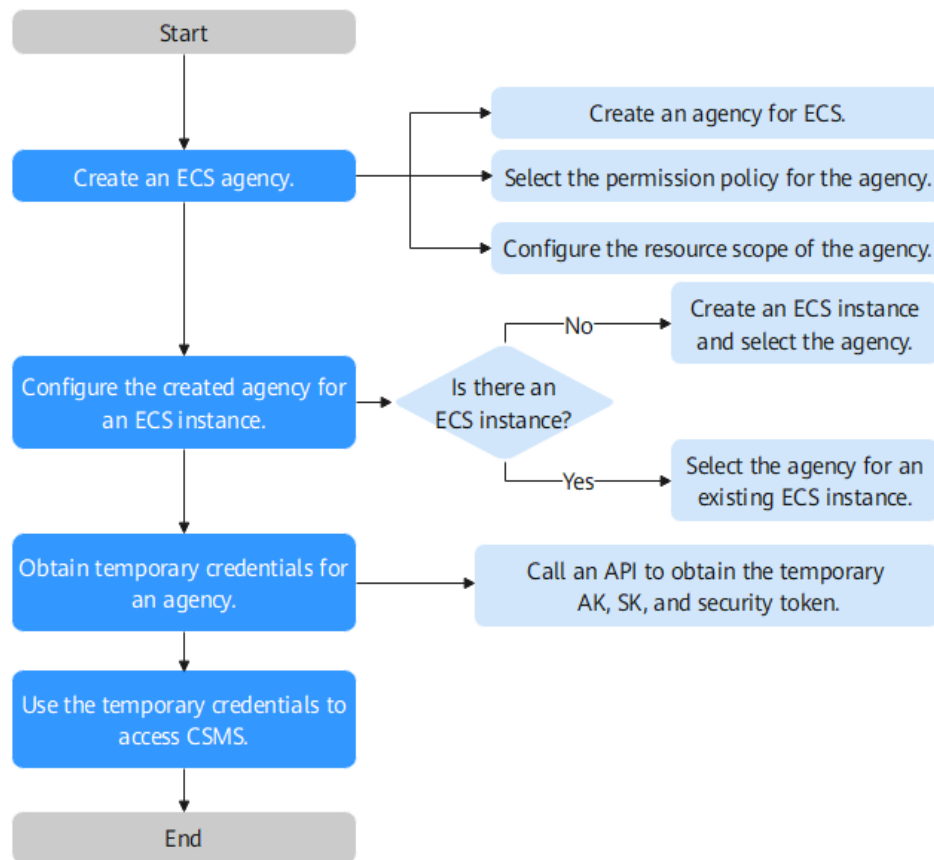 Start
Create an agency for ECS.
Create an ECS agency.
Select the permission policy for the agency.
Configure the resource scope of the agency.
No
Create an ECS instance
and select the agency.
Configure the created agency for
an ECS instance.
Is there an
ECS instance?
Yes
Select the agency for an
existing ECS instance.
Obtain temporary credentials for
an agency.
Call an API to obtain the temporary
AK, SK, and security token.
Use the temporary credentials to
access CSMS.
End